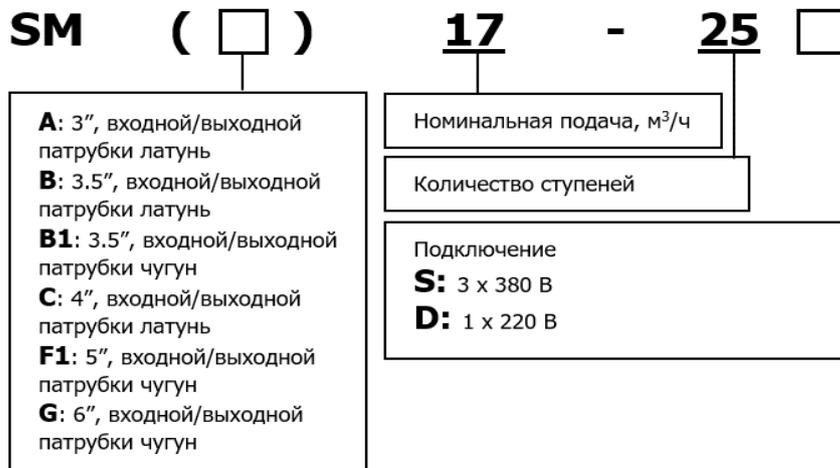 SM ( ) 17 - 25
A: 3”, входной/выходной
патрубки латунь
B: 3.5”, входной/выходной
патрубки латунь
B1: 3.5”, входной/выходной
патрубки чугун
C: 4”, входной/выходной
патрубки латунь
F1: 5”, входной/выходной
патрубки чугун
G: 6”, входной/выходной
патрубки чугун
Номинальная подача, м³/ч
Количество ступеней
Подключение
S: 3 x 380 В
D: 1 x 220 В